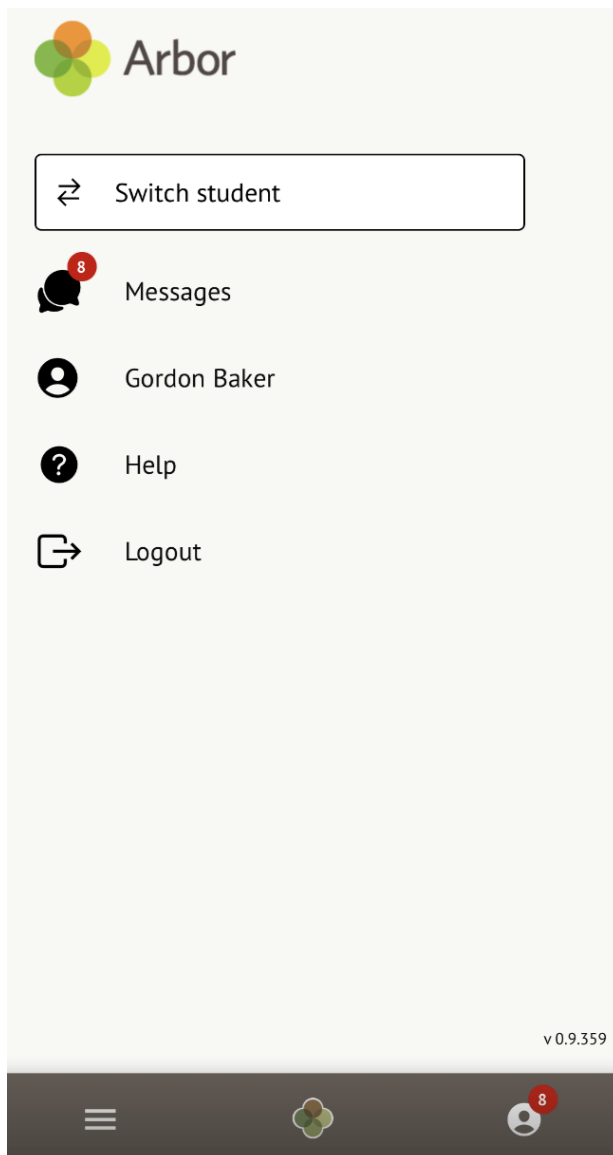 Arbor
Switch student
8
Messages
Gordon Baker
?
Help
Logout
v 0.9.359
8